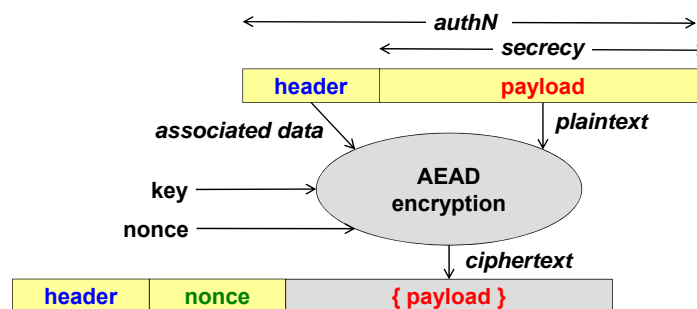 authN
secrecy
header payload
associated data plaintext
AEAD
encryption
key
nonce
ciphertext
header nonce { payload }